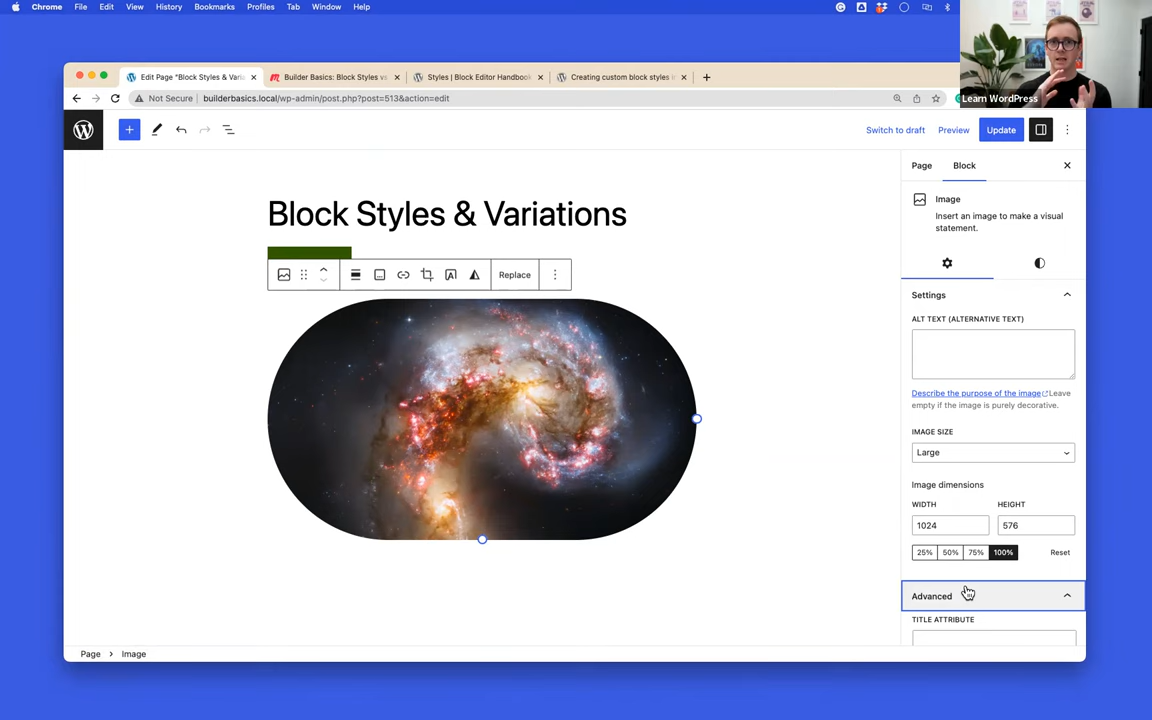 Chrome File Edit View History Bookmarks Profiles Tab Window Help
Learn WordPress
Edit Page "Block Styles & Varia
Builder Basics: Block Styles vs
Styles | Block Editor Handbook
Creating custom block styles i
Not Secure builderbasics.local/wp-admin/post.php?post=513&action=edit
Switch to draft Preview Update
Page Block
Block Styles & Variations
Replace
Image
Insert an image to make a visual
statement.
Settings
ALT TEXT (ALTERNATIVE TEXT)
Describe the purpose of the image Leave
empty if the image is purely decorative.
IMAGE SIZE
Large
Image dimensions
WIDTH HEIGHT
1024 576
25% 50% 75% 100% Reset
Advanced
TITLE ATTRIBUTE
Page > Image